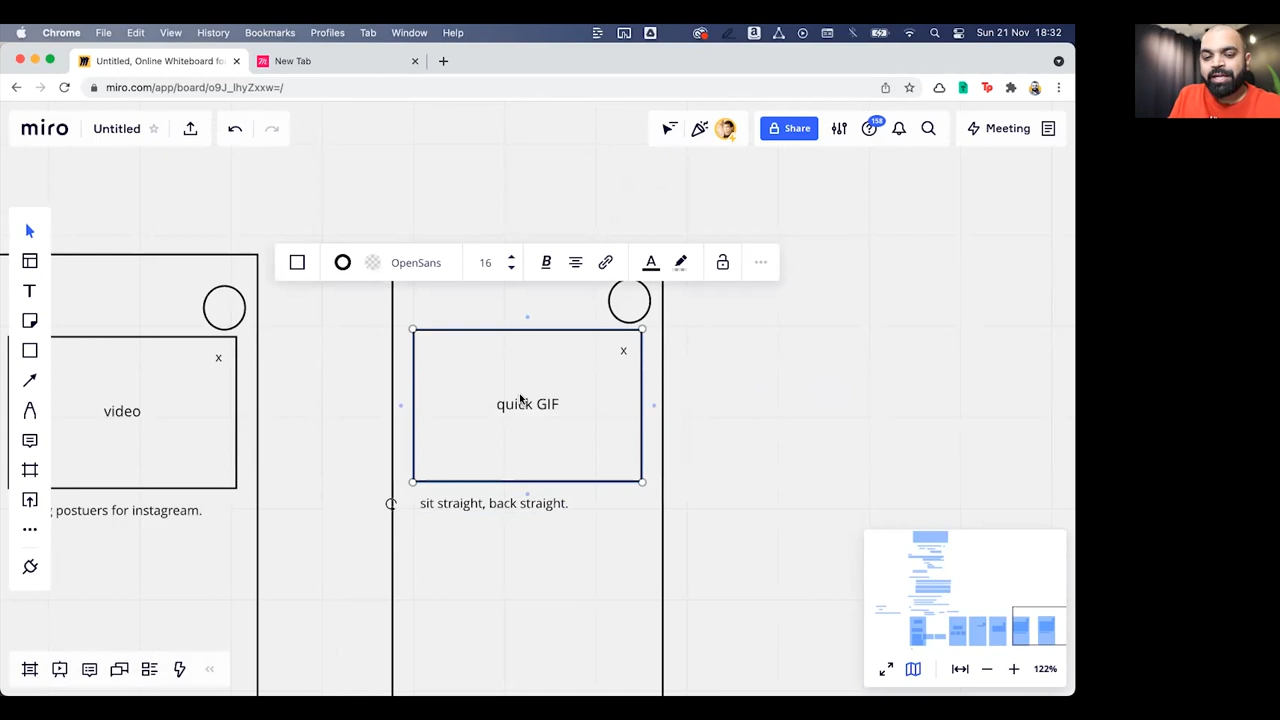 Chrome File Edit View History Bookmarks Profiles Tab Window Help Sun 21 Nov 18:32
Untitled, Online Whiteboard fo New Tab
miro.com/app/board/o9J_lhyZxxw=/
miro Untitled Share 158 Meeting
OpenSans 16 B A
x
x
video
quick GIF
postuers for instagream.
sit straight, back straight.
122%